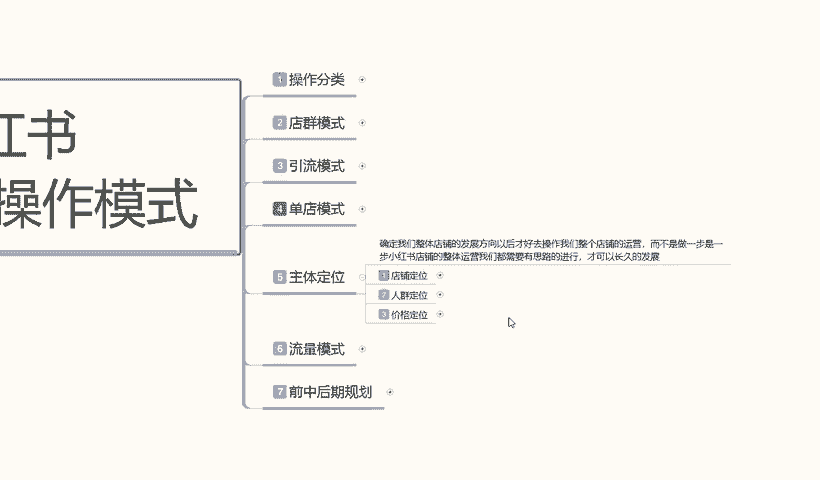 红书
操作模式
1 操作分类
2 店群模式
3 引流模式
4 单店模式
5 主体定位
确定我们整体店铺的发展方向以后才好去操作我们整个店铺的运营，而不是做一步是一
步小红书店铺的整体运营我们都需要有思路的进行，才可以长久的发展
1 店铺定位
2 人群定位
3 价格定位
6 流量模式
7 前中后期规划